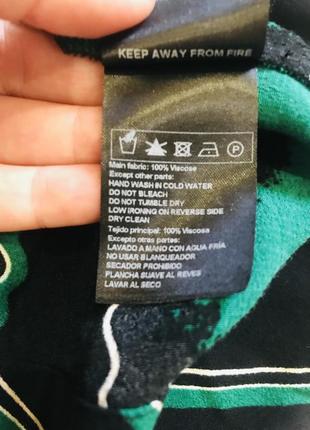 KEEP AWAY FROM FIRE
P
Main fabric: 100% Viscose
Except other parts:
HAND WASH IN COLD WATER
DO NOT BLEACH
DO NOT TUMBLE DRY
LOW IRONING ON REVERSE SIDE
DRY CLEAN
Tejido principal: 100% Viscosa
Excepto otras partes:
LAVADO A MANO CON AGUA FRÍA
NO USAR BLANQUEADOR
SECADOR PROHIBIDO
PLANCHA SUAVE AL REVES
LAVAR AL SECO